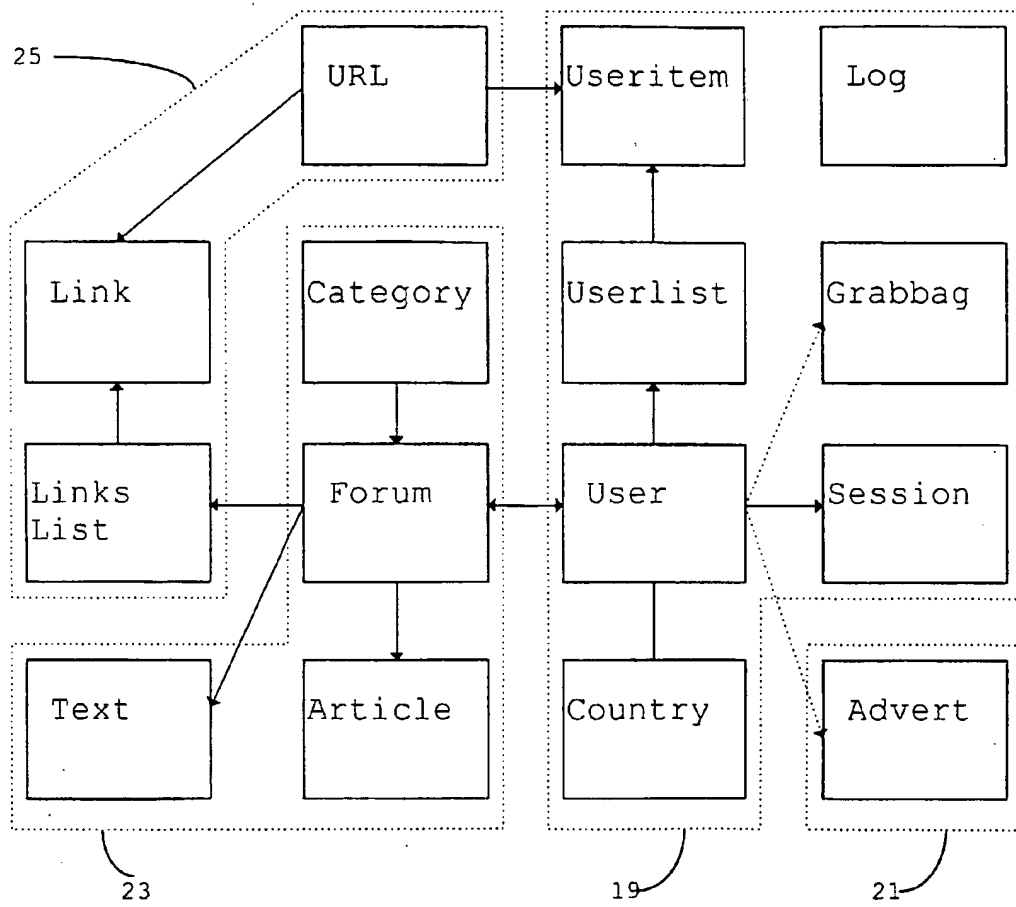 25
URL
Useritem
Log
Link
Category
Userlist
Grabbag
Links
List
Forum
User
Session
Text
Article
Country
Advert
23
19
21